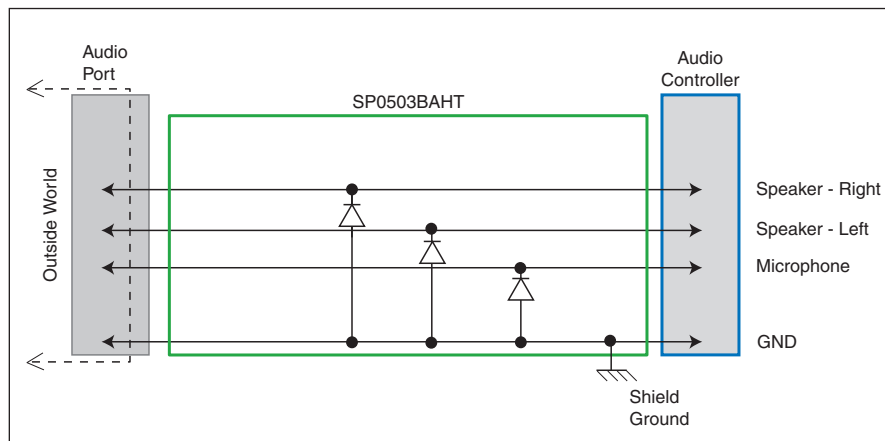 Audio
Port
SP0503BAHT
Audio
Controller
Outside World
Speaker - Right
Speaker - Left
Microphone
GND
Shield
Ground